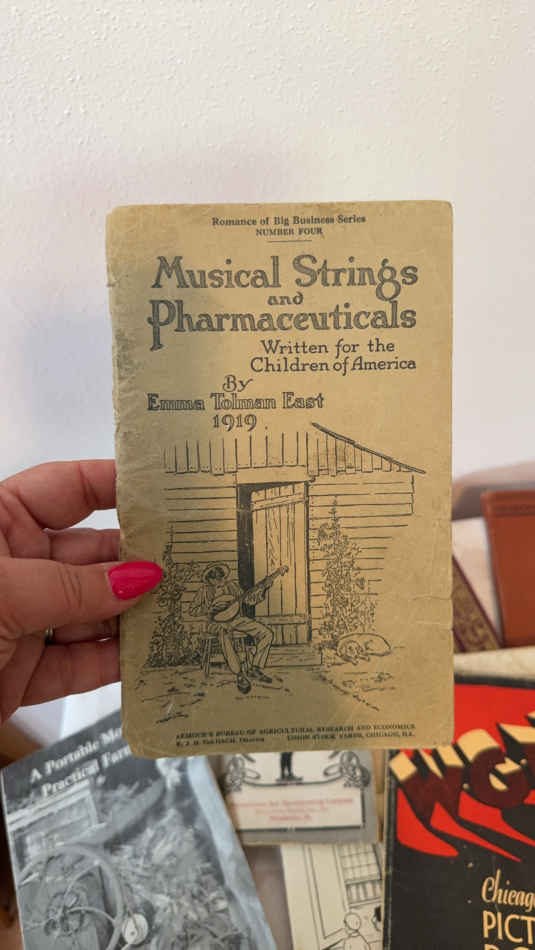 Romance of Big Business Series
NUMBER FOUR
Musical Strings
and
Pharmaceuticals
Written for the
Children of America
By
Emma Tolman East
1919
ARMOUR'S BUREAU OF AGRICULTURAL RESEARCH AND ECONOMICS
UNION STOCK YARDS, CHICAGO, ILL.
A Portable
Practical Farm
Chicago
PICT